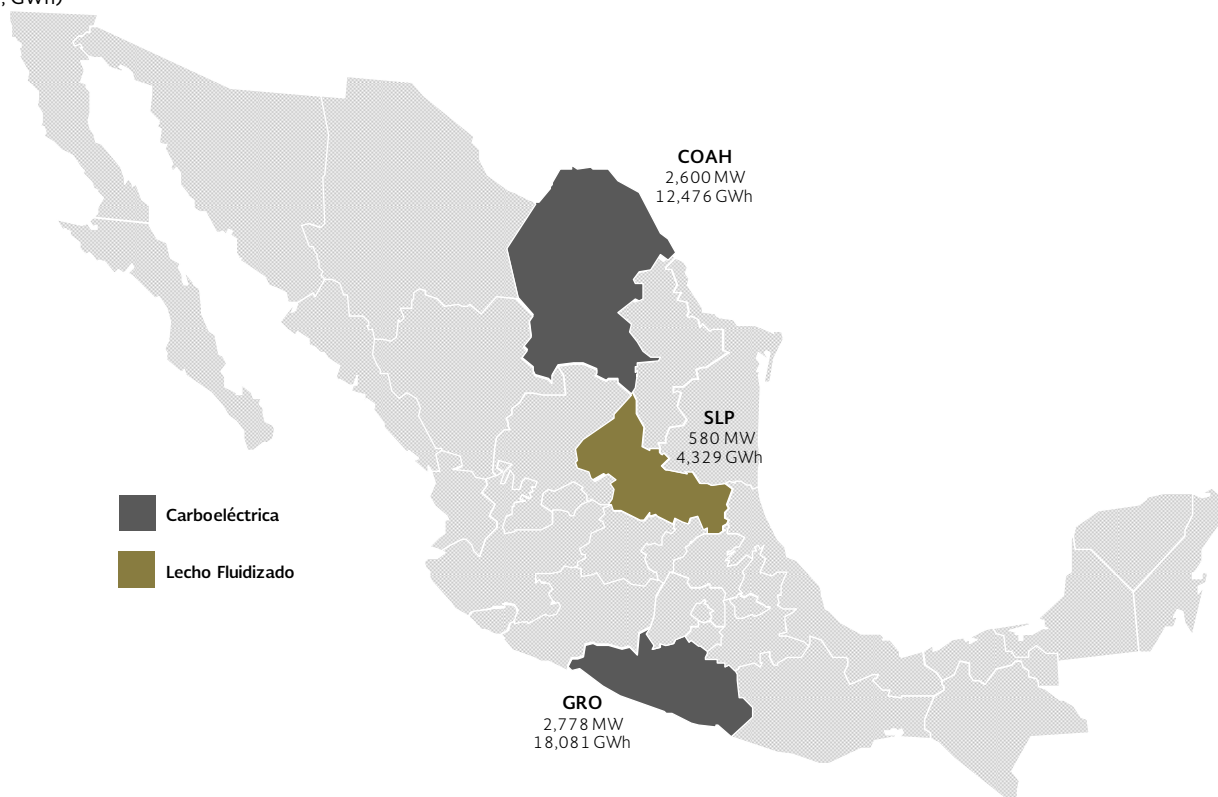 , GWh)
COAH
2,600 MW
12,476 GWh
SLP
580 MW
4,329 GWh
Carboeléctrica
Lecho Fluidizado
GRO
2,778 MW
18,081 GWh